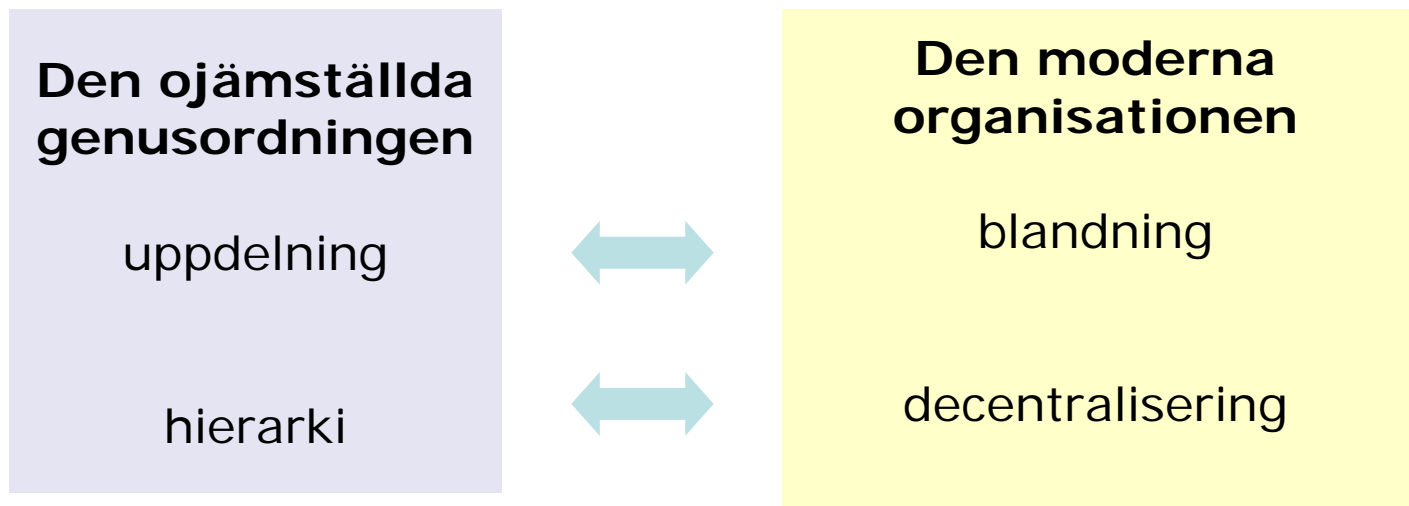 Den ojämställda
genusordningen
uppdelning
hierarki
Den moderna
organisationen
blandning
decentralisering